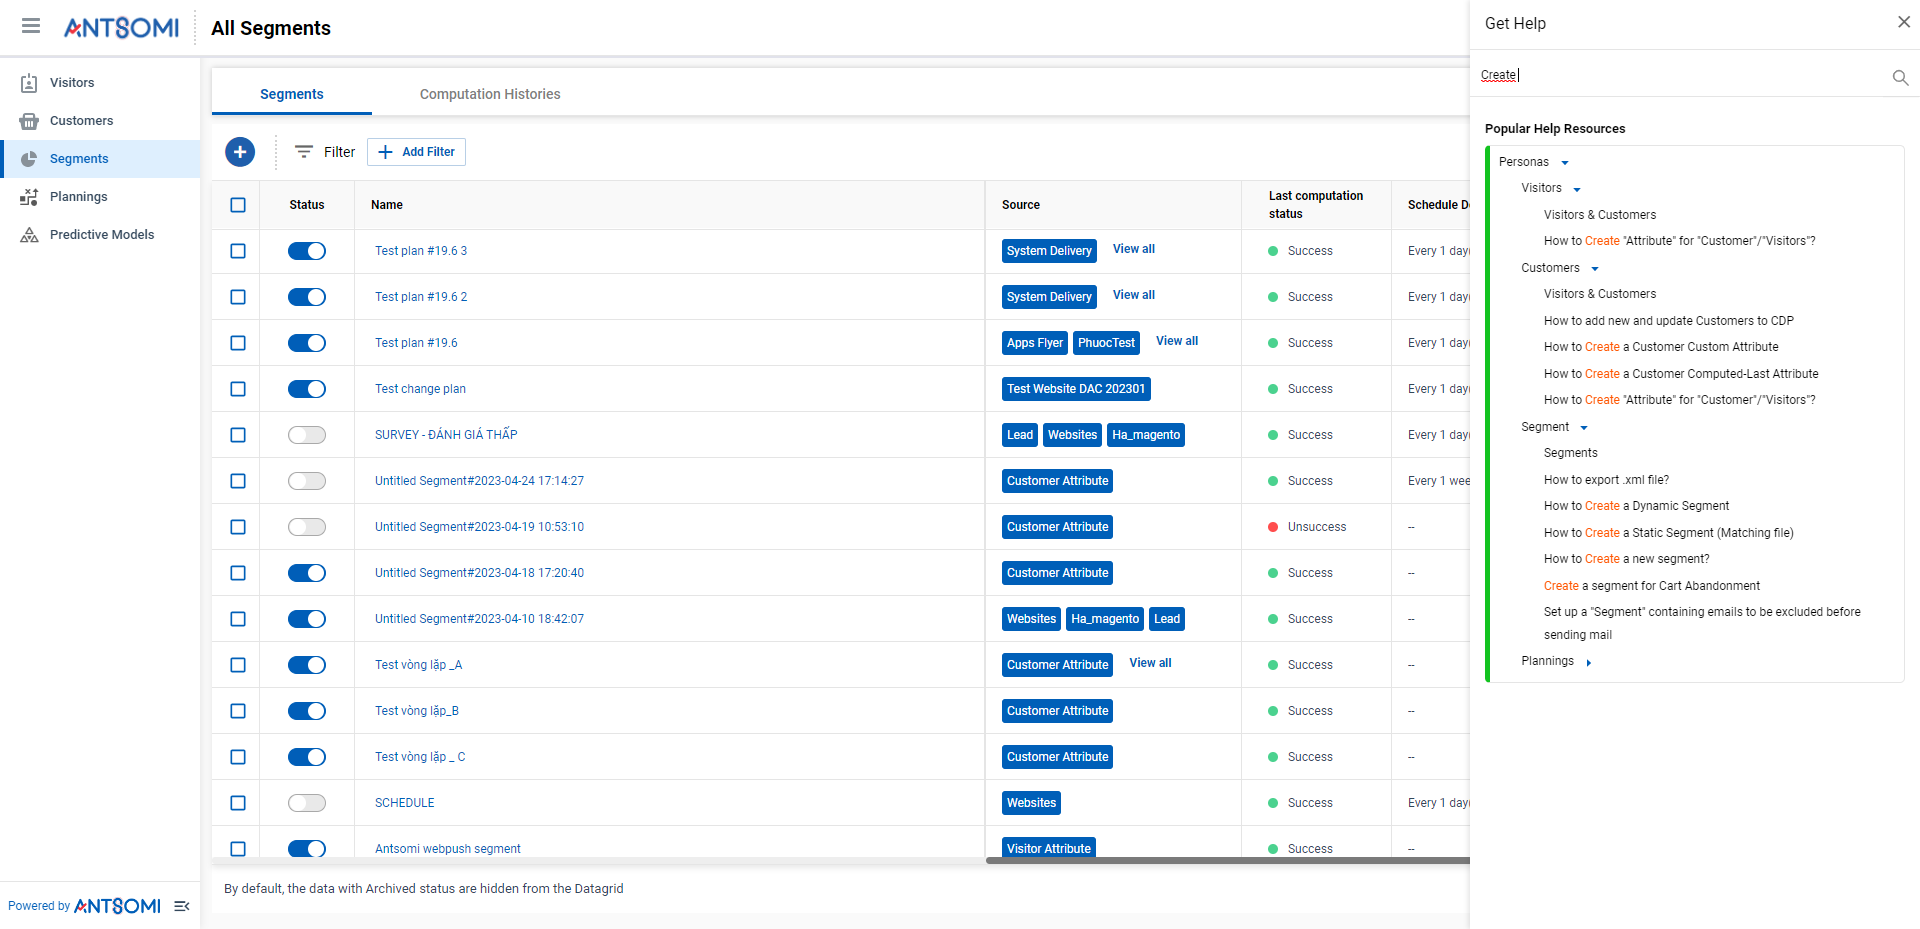 ANTSOMI
All Segments
Get Help
Create
Visitors
Customers
Segments
Plannings
Predictive Models
Segments
Computation Histories
Filter
Add Filter
Status
Name
Source
Last computation
status
Schedule
Test plan #19.6 3
System Delivery
View all
Success
Every 1 day
Test plan #19.6 2
System Delivery
View all
Success
Every 1 day
Test plan #19.6
Apps Flyer
PhuocTest
View all
Success
Every 1 day
Test change plan
Test Website DAC 202301
Success
Every 1 day
SURVEY - ĐÁNH GIÁ THẤP
Lead
Websites
Ha_magento
Success
Every 1 day
Untitled Segment#2023-04-24 17:14:27
Customer Attribute
Success
Every 1 wee
Untitled Segment#2023-04-19 10:53:10
Customer Attribute
Unsuccess
--
Untitled Segment#2023-04-18 17:20:40
Customer Attribute
Success
--
Untitled Segment#2023-04-10 18:42:07
Websites
Ha_magento
Lead
Success
--
Test vòng lặp _A
Customer Attribute
View all
Success
--
Test vòng lặp_B
Customer Attribute
Success
--
Test vòng lặp _ C
Customer Attribute
Success
--
SCHEDULE
Websites
Success
Every 1 day
Antsomi webpush segment
Visitor Attribute
Success
--
By default, the data with Archived status are hidden from the Datagrid
Powered by ANTSOMI
Popular Help Resources
Personas
Visitors
Visitors & Customers
How to Create "Attribute" for "Customer"/"Visitors"?
Customers
Visitors & Customers
How to add new and update Customers to CDP
How to Create a Customer Custom Attribute
How to Create a Customer Computed-Last Attribute
How to Create "Attribute" for "Customer"/"Visitors"?
Segment
Segments
How to export .xml file?
How to Create a Dynamic Segment
How to Create a Static Segment (Matching file)
How to Create a new segment?
Create a segment for Cart Abandonment
Set up a "Segment" containing emails to be excluded before
sending mail
Plannings